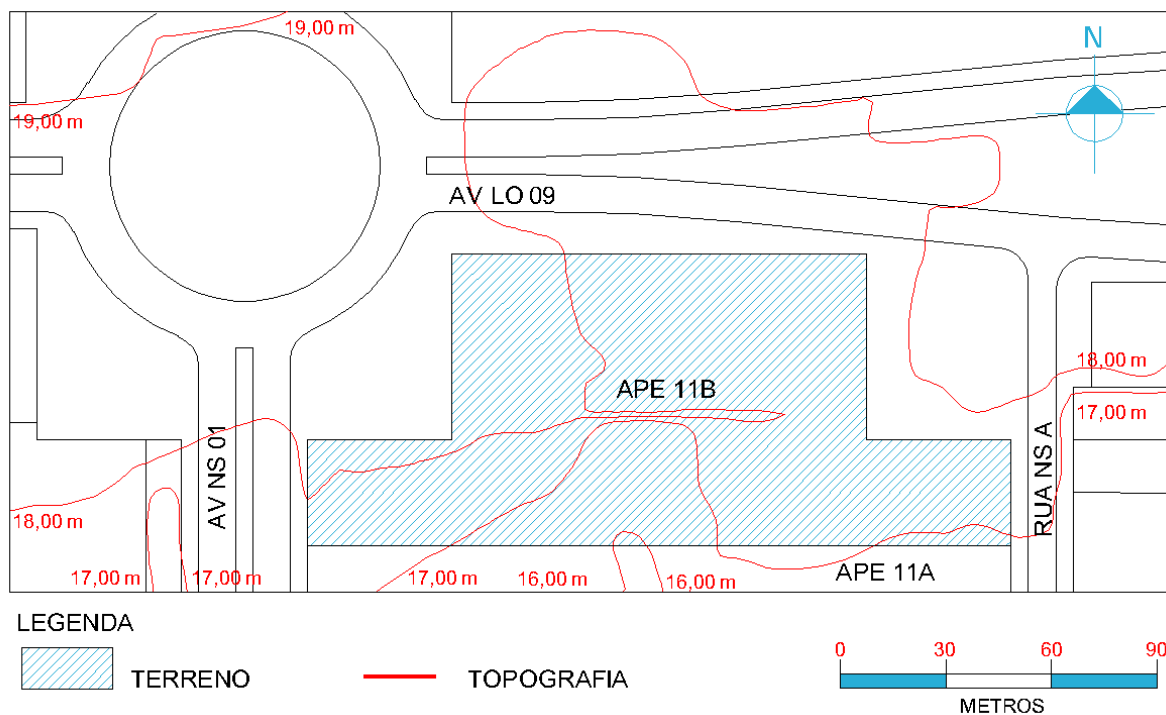 19,00 m
N
19,00 m
AV LO 09
18,00 m
APE 11B
17,00 m
AV NS 01
RUA NS A
18,00 m
17,00 m
17,00 m
17,00 m
16,00 m
16,00 m
APE 11A
LEGENDA
TERRENO
TOPOGRAFIA
0 30 60 90
METROS